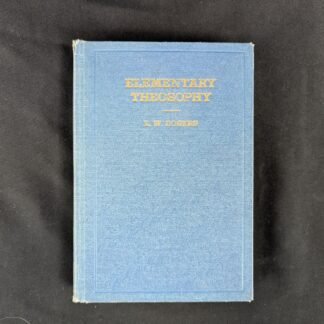 ELEMENTARY
THEOSOPHY
L. W. ROGERS